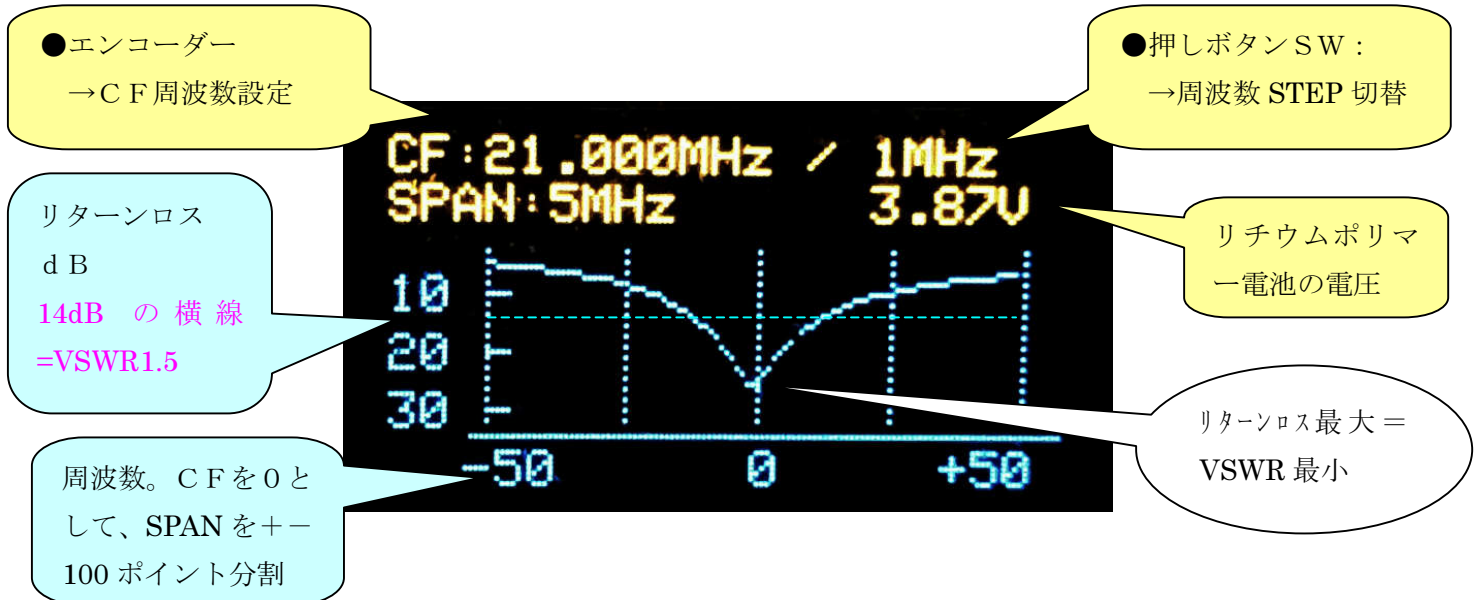 ●エンコーダー
→ＣＦ周波数設定
●押しボタンＳＷ：
→周波数 STEP 切替
CF:21.000MHz / 1MHz
SPAN:5MHz 3.87V
リターンロス
ｄＢ
14dB の横線
=VSWR1.5
リチウムポリマ
ー電池の電圧
10
20
30
-50 0 +50
ﾘﾀｰﾝﾛｽ最大＝
VSWR 最小
周波数。ＣＦを０と
して、SPAN を＋－
100 ポイント分割